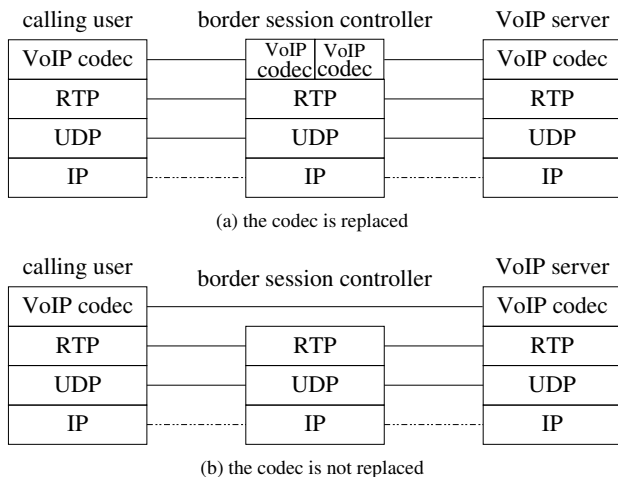 calling user border session controller VoIP server
VoIP codec VoIP codec VoIP codec VoIP codec
RTP RTP RTP
UDP UDP UDP
IP IP IP
(a) the codec is replaced
calling user border session controller VoIP server
VoIP codec VoIP codec
RTP RTP RTP
UDP UDP UDP
IP IP IP
(b) the codec is not replaced